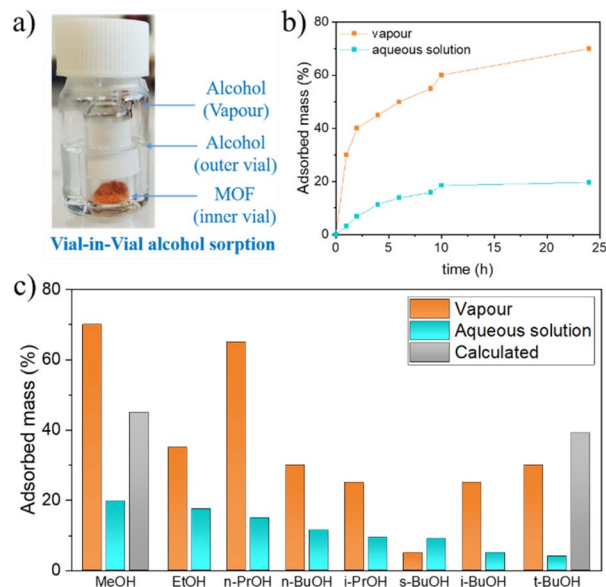 a)
Alcohol
(Vapour)
Alcohol
(outer vial)
MOF
(inner vial)
Vial-in-Vial alcohol sorption
b)
vapour
aqueous solution
Adsorbed mass (%)
80
60
40
20
0
0 5 10 15 20 25
time (h)
c)
Vapour
Aqueous solution
Calculated
Adsorbed mass (%)
80
60
40
20
0
MeOH EtOH n-PrOH n-BuOH i-PrOH s-BuOH i-BuOH t-BuOH